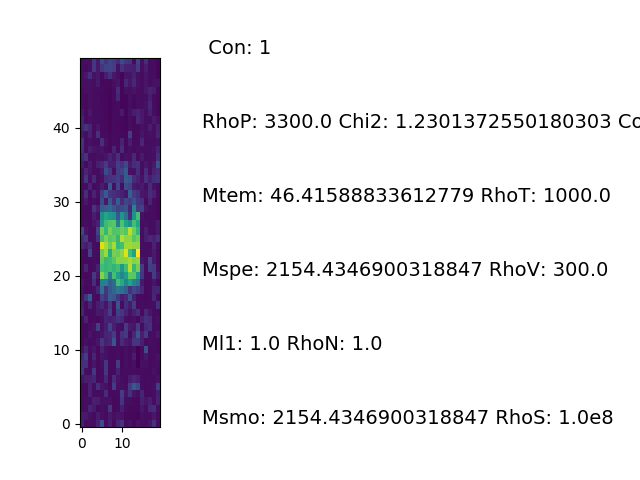 Con: 1
RhoP: 3300.0 Chi2: 1.2301372550180303 Co
Mtem: 46.41588833612779 RhoT: 1000.0
Mspe: 2154.4346900318847 RhoV: 300.0
Ml1: 1.0 RhoN: 1.0
Msmo: 2154.4346900318847 RhoS: 1.0e8
40
30
20
10
0
0 10